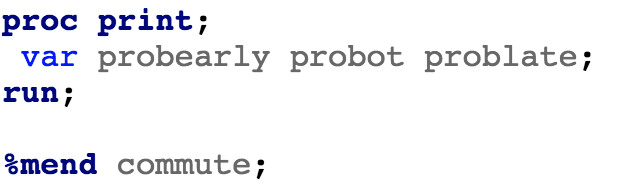 proc print;
var probearly probot problate;
run;
%mend commute;